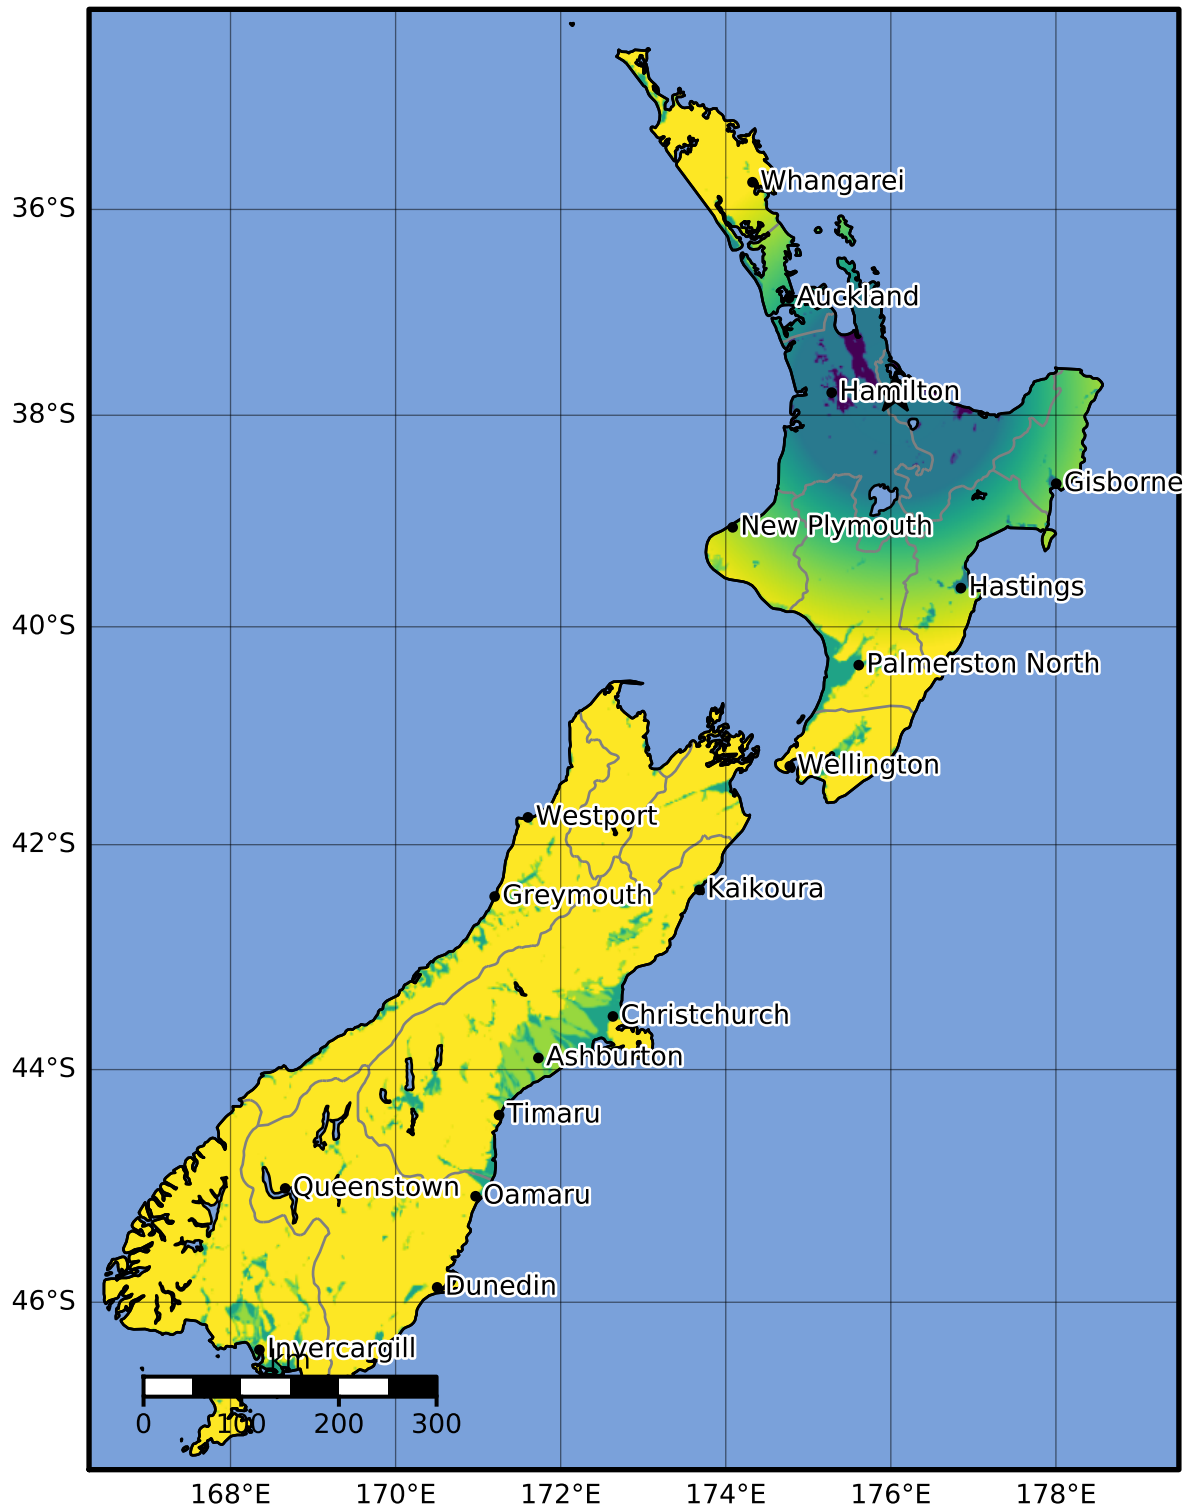 Whangarei
36°S
Auckland
Hamilton
38°S
Gisborne
New Plymouth
Hastings
40°S
Palmerston North
Wellington
Westport
42°S
Kaikoura
Greymouth
Christchurch
Ashburton
44°S
Timaru
Queenstown
Oamaru
Dunedin
46°S
Invercargill
km
0 100 200 300
168°E 170°E 172°E 174°E 176°E 178°E